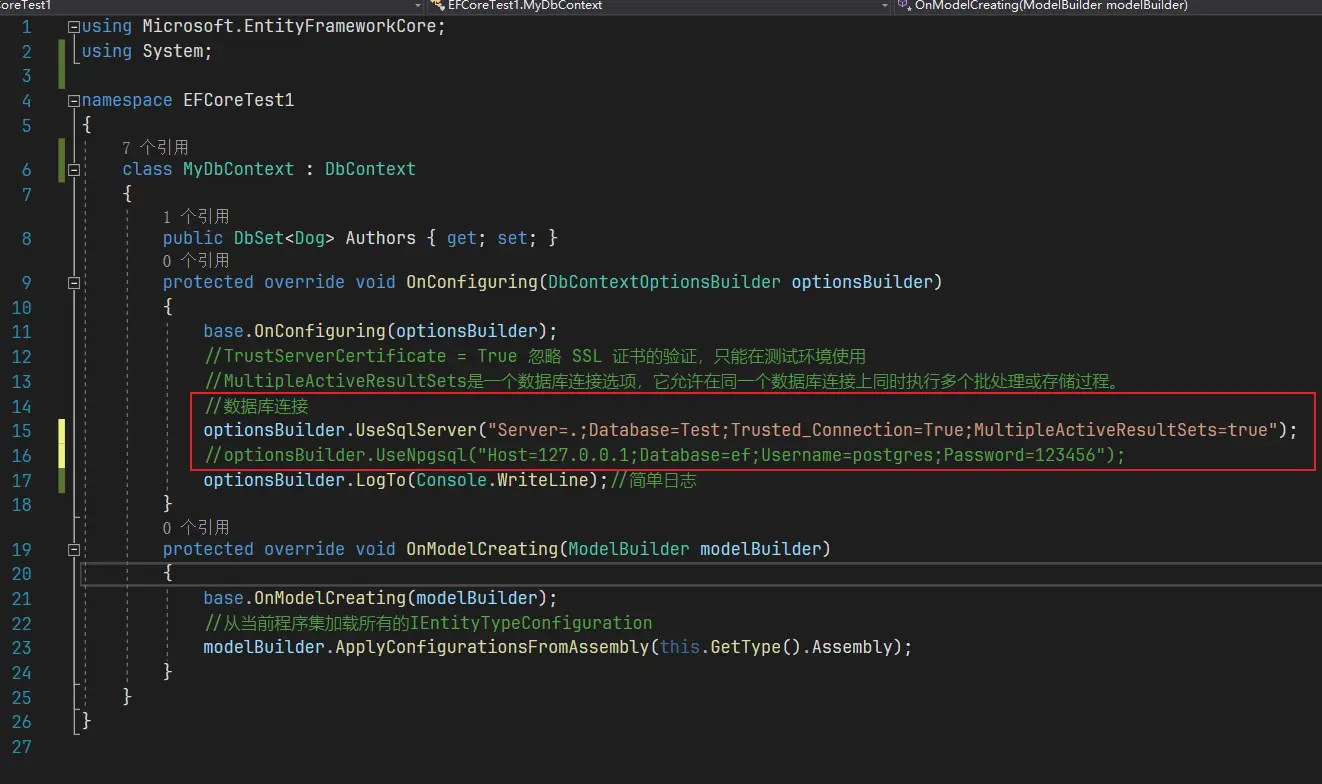 oreTest1 EFCoreTest1.MyDbContext OnModelCreating(ModelBuilder modelBuilder)
1 using Microsoft.EntityFrameworkCore;
2 using System;
3
4 namespace EFCoreTest1
5 {
7 个引用
6 class MyDbContext : DbContext
7 {
1 个引用
8 public DbSet<Dog> Authors { get; set; }
0 个引用
9 protected override void OnConfiguring(DbContextOptionsBuilder optionsBuilder)
10 {
11 base.OnConfiguring(optionsBuilder);
12 //TrustServerCertificate = True 忽略 SSL 证书的验证，只能在测试环境使用
13 //MultipleActiveResultSets是一个数据库连接选项，它允许在同一个数据库连接上同时执行多个批处理或存储过程。
14 //数据库连接
15 optionsBuilder.UseSqlServer("Server=.;Database=Test;Trusted_Connection=True;MultipleActiveResultSets=true");
16 //optionsBuilder.UseNpgsql("Host=127.0.0.1;Database=ef;Username=postgres;Password=123456");
17 optionsBuilder.LogTo(Console.WriteLine);//简单日志
18 }
0 个引用
19 protected override void OnModelCreating(ModelBuilder modelBuilder)
20 {
21 base.OnModelCreating(modelBuilder);
22 //从当前程序集加载所有的IEntityTypeConfiguration
23 modelBuilder.ApplyConfigurationsFromAssembly(this.GetType().Assembly);
24 }
25 }
26 }
27